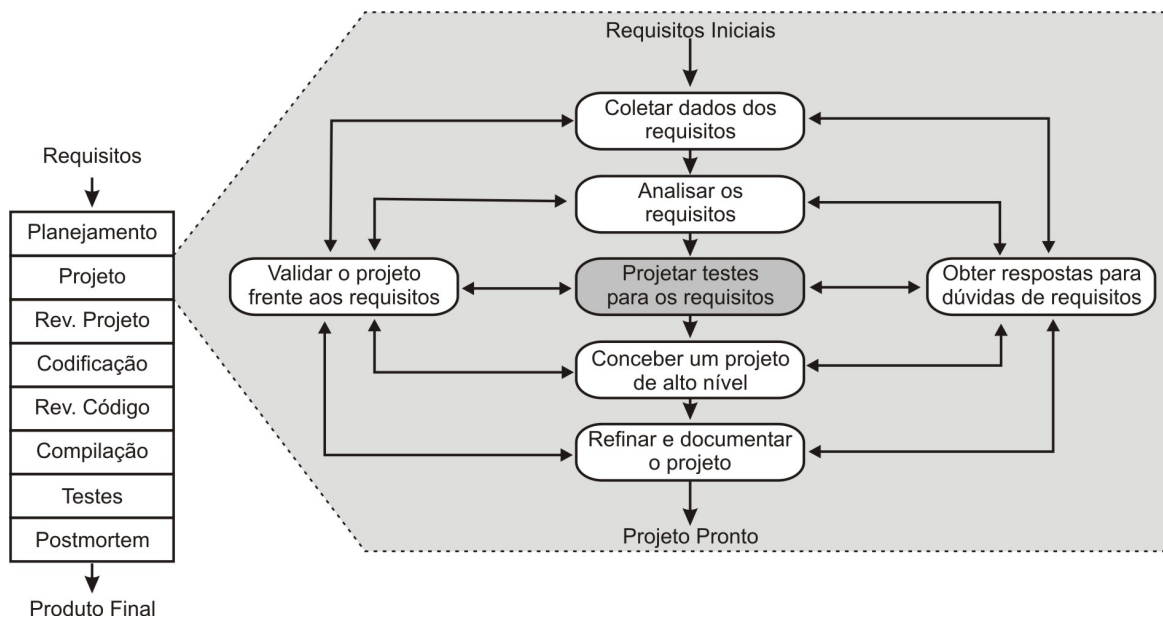 Requisitos
Planejamento
Projeto
Rev. Projeto
Codificação
Rev. Código
Compilação
Testes
Postmortem
Produto Final
Requisitos Iniciais
Coletar dados dos
requisitos
Analisar os
requisitos
Validar o projeto
frente aos requisitos
Projetar testes
para os requisitos
Obter respostas para
dúvidas de requisitos
Conceber um projeto
de alto nível
Refinar e documentar
o projeto
Projeto Pronto